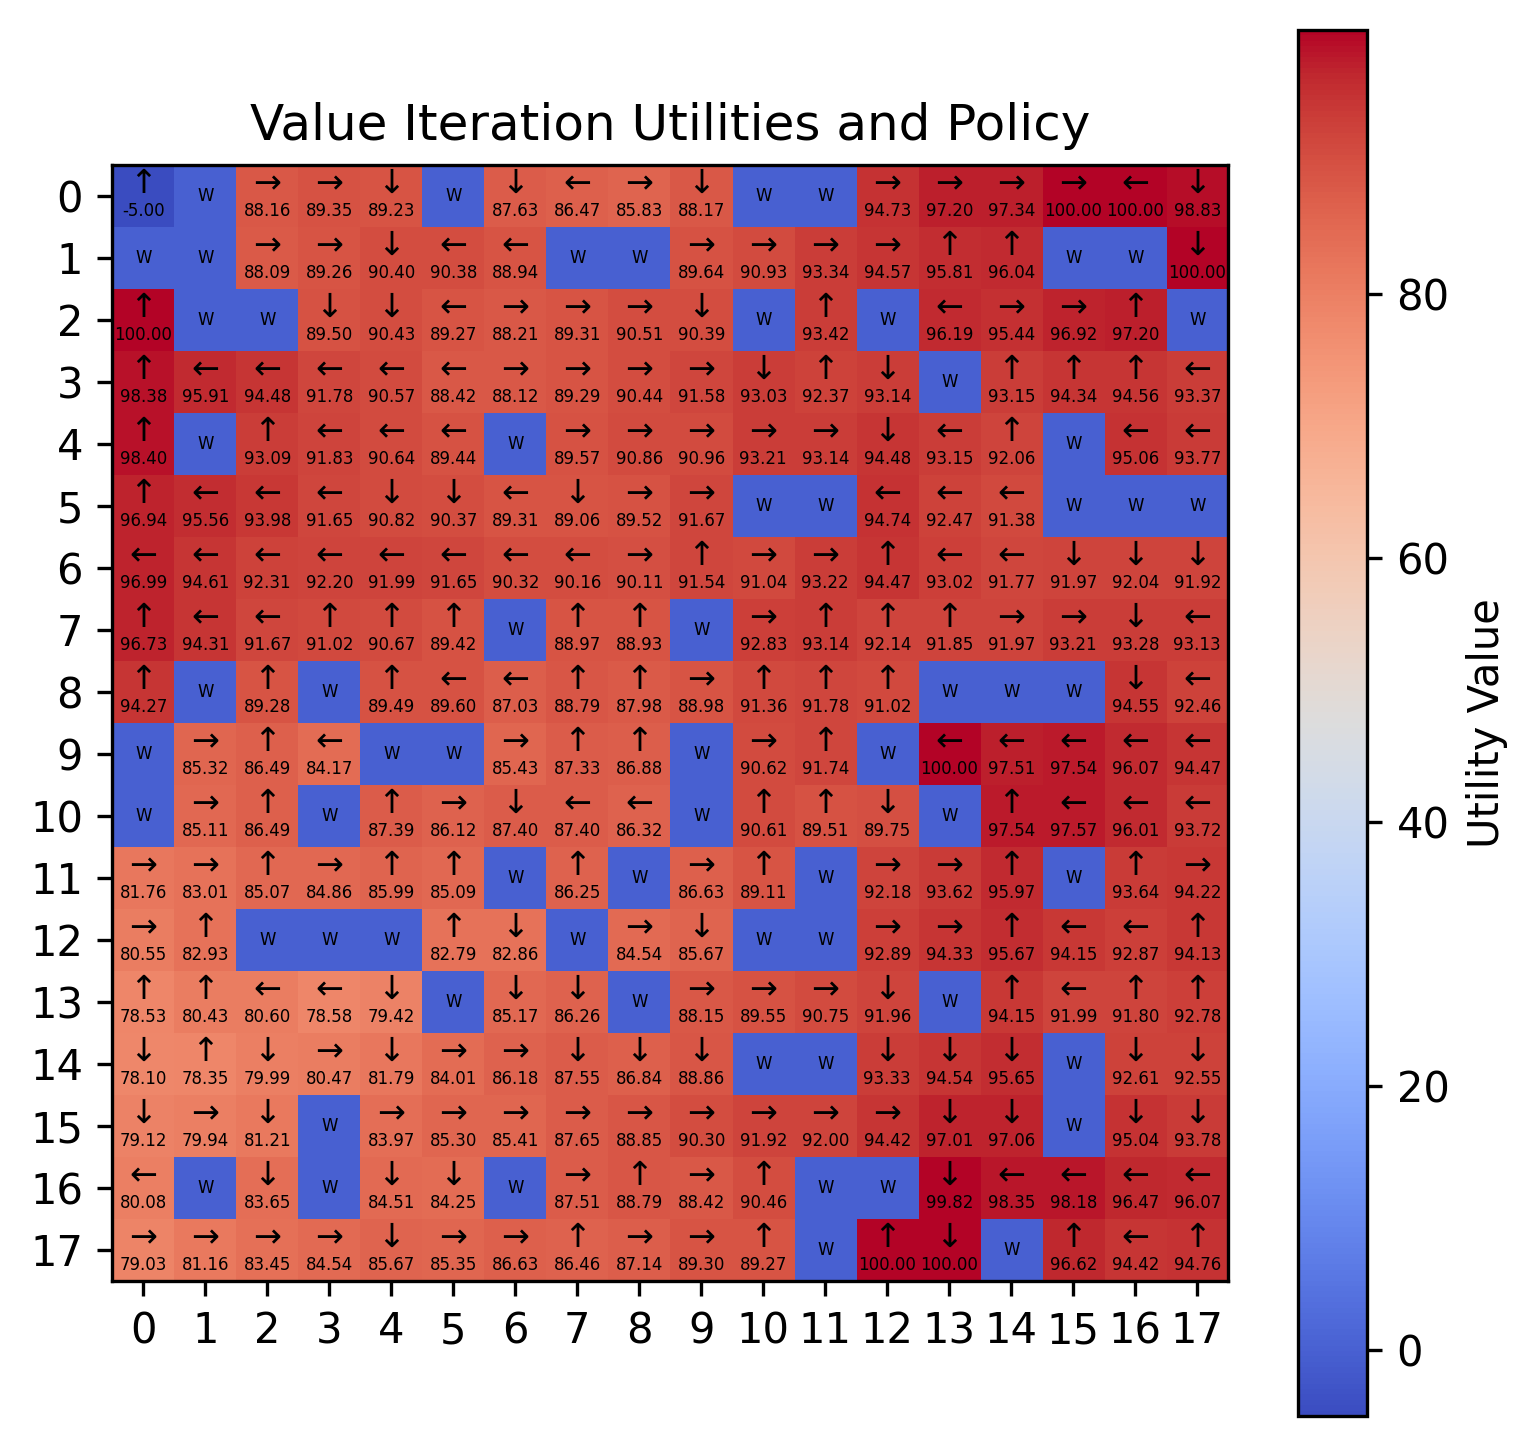 Value Iteration Utilities and Policy
0 ↑ W → → ↓ W ↓ ← → ↓ W W → → → → ← ↓
-5.00 88.16 89.35 89.23 87.63 86.47 85.83 88.17 94.73 97.20 97.34 100.00 100.00 98.83
1 W W → → ↓ ← ← W W → → → → ↑ ↑ W W ↓
88.09 89.26 90.40 90.38 88.94 89.64 90.93 93.34 94.57 95.81 96.04 100.00
2 ↑ W W ↓ ↓ ← → → → ↓ W ↑ W ← → → ↑ W
100.00 89.50 90.43 89.27 88.21 89.31 90.51 90.39 93.42 96.19 95.44 96.92 97.20
3 ↑ ← ← ← ← ← → → → → ↓ ↑ ↓ W ↑ ↑ ↑ ←
98.38 95.91 94.48 91.78 90.57 88.42 88.12 89.29 90.44 91.58 93.03 92.37 93.14 93.15 94.34 94.56 93.37
4 ↑ W ↑ ← ← ← W → → → → → ↓ ← ↑ W ← ←
98.40 93.09 91.83 90.64 89.44 89.57 90.86 90.96 93.21 93.14 94.48 93.15 92.06 95.06 93.77
5 ↑ ← ← ← ↓ ↓ ← ↓ → → W W ← ← ← W W W
96.94 95.56 93.98 91.65 90.82 90.37 89.31 89.06 89.52 91.67 94.74 92.47 91.38
6 ← ← ← ← ← ← ← ← → ↑ → → ↑ ← ← ↓ ↓ ↓
96.99 94.61 92.31 92.20 91.99 91.65 90.32 90.16 90.11 91.54 91.04 93.22 94.47 93.02 91.77 91.97 92.04 91.92
7 ↑ ← ← ↑ ↑ ↑ W ↑ ↑ W → ↑ ↑ ↑ → → ↓ ←
96.73 94.31 91.67 91.02 90.67 89.42 88.97 88.93 92.83 93.14 92.14 91.85 91.97 93.21 93.28 93.13
8 ↑ W ↑ W ↑ ← ← ↑ ↑ → ↑ ↑ ↑ W W W ↓ ←
94.27 89.28 89.49 89.60 87.03 88.79 87.98 88.98 91.36 91.78 91.02 94.55 92.46
9 W → ↑ ← W W → ↑ ↑ W → ↑ W ← ← ← ← ←
85.32 86.49 84.17 85.43 87.33 86.88 90.62 91.74 100.00 97.51 97.54 96.07 94.47
10 W → ↑ W ↑ → ↓ ← ← W ↑ ↑ ↓ W ↑ ← ← ←
85.11 86.49 87.39 86.12 87.40 87.40 86.32 90.61 89.51 89.75 97.54 97.57 96.01 93.72
11 → → ↑ → ↑ ↑ W ↑ W → ↑ W → → ↑ W ↑ →
81.76 83.01 85.07 84.86 85.99 85.09 86.25 86.63 89.11 92.18 93.62 95.97 93.64 94.22
12 → ↑ W W W ↑ ↓ W → ↓ W W → → ↑ ← ← ↑
80.55 82.93 82.79 82.86 84.54 85.67 92.89 94.33 95.67 94.15 92.87 94.13
13 ↑ ↑ ← ← ↓ W ↓ ↓ W → → → ↓ W ↑ ← ↑ ↑
78.53 80.43 80.60 78.58 79.42 85.17 86.26 88.15 89.55 90.75 91.96 94.15 91.99 91.80 92.78
14 ↓ ↑ ↓ → ↓ → → ↓ ↓ ↓ W W ↓ ↓ ↓ W ↓ ↓
78.10 78.35 79.99 80.47 81.79 84.01 86.18 87.55 86.84 88.86 93.33 94.54 95.65 92.61 92.55
15 ↓ → ↓ W → → → → → → → → → ↓ ↓ W ↓ ↓
79.12 79.94 81.21 83.97 85.30 85.41 87.65 88.85 90.30 91.92 92.00 94.42 97.01 97.06 95.04 93.78
16 ← W ↓ W ↓ ↓ W → ↑ → ↑ W W ↓ ← ← ← ←
80.08 83.65 84.51 84.25 87.51 88.79 88.42 90.46 99.82 98.35 98.18 96.47 96.07
17 → → → → ↓ → → ↑ → → ↑ W ↑ ↓ W ↑ ← ↑
79.03 81.16 83.45 84.54 85.67 85.35 86.63 86.46 87.14 89.30 89.27 100.00 100.00 96.62 94.42 94.76
0 1 2 3 4 5 6 7 8 9 10 11 12 13 14 15 16 17
80
60
40
20
0
Utility Value